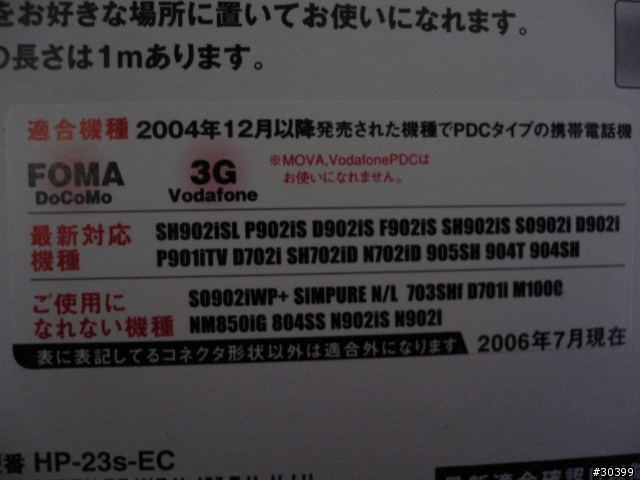 をお好きな場所に置いてお使いになれます。
の長さは1mあります。
適合機種 2004年12月以降発売された機種でPDCタイプの携帯電話機
FOMA
DoCoMo
3G
Vodafone
※MOVA,VodafonePDCは
お使いになれません。
最新対応
機種
SH902iSL P902iS D902iS F902iS SH902iS SO902i D902i
P901iTV D702i SH702iD N702iD 905SH 904T 904SH
ご使用に
なれない機種
SO902iWP+ SIMPURE N/L 703SHf D701i M1000
NM850iG 804SS N902iS N902i
表に表記してるコネクタ形状以外は適合外になります
2006年7月現在
番 HP-23s-EC
#30399